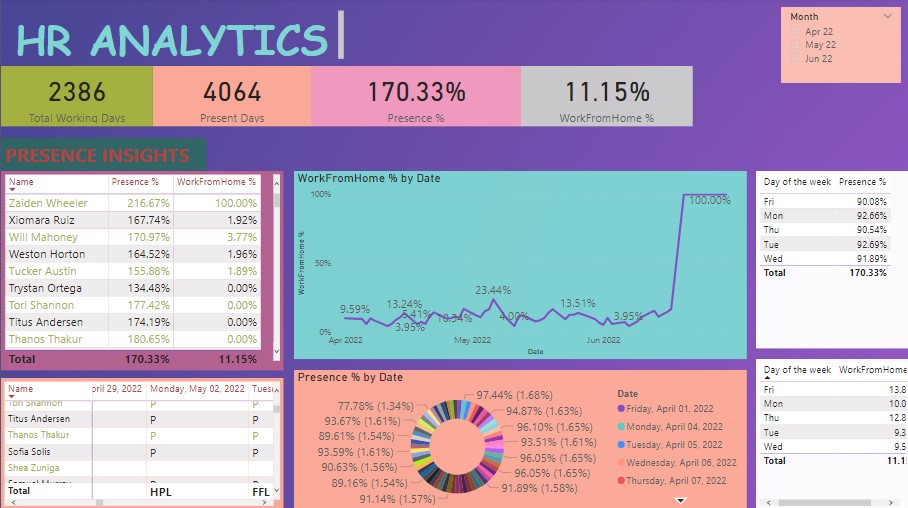 HR ANALYTICS
Month
Apr 22
May 22
Jun 22
2386
Total Working Days
4064
Present Days
170.33%
Presence %
11.15%
WorkFromHome %
PRESENCE INSIGHTS
Name Presence % WorkFromHome %
Zaiden Wheeler 216.67% 100.00%
Xiomara Ruiz 167.74% 1.92%
Will Mahoney 170.97% 3.77%
Weston Horton 164.52% 1.96%
Tucker Austin 155.88% 1.89%
Trystan Ortega 134.48% 0.00%
Tori Shannon 177.42% 0.00%
Titus Andersen 174.19% 0.00%
Thanos Thakur 180.65% 0.00%
Total 170.33% 11.15%
WorkFromHome % by Date
WorkFromHome %
100%
50%
0%
9.59%
13.24%
5.41%
3.95%
10.34%
23.44%
4.00%
13.51%
3.95%
100.00%
Apr 2022 May 2022 Jun 2022
Date
Day of the week Presence %
Fri 90.08%
Mon 92.66%
Thu 90.54%
Tue 92.69%
Wed 91.89%
Total 170.33%
Name pril 29, 2022 Monday, May 02, 2022 Tues
Tori Shannon P P
Titus Andersen P P
Thanos Thakur P P
Sofia Solis P P
Shea Zuniga
Total HPL FFL
Presence % by Date
77.78% (1.34%)
93.67% (1.61%)
89.61% (1.54%)
93.59% (1.61%)
90.63% (1.56%)
89.16% (1.54%)
91.14% (1.57%)
97.44% (1.68%)
94.87% (1.63%)
96.10% (1.65%)
93.51% (1.61%)
96.05% (1.65%)
96.05% (1.65%)
91.89% (1.58%)
Date
Friday, April 01, 2022
Monday, April 04, 2022
Tuesday, April 05, 2022
Wednesday, April 06, 2022
Thursday, April 07, 2022
Day of the week WorkFromHome
Fri 13.8
Mon 10.0
Thu 12.8
Tue 9.3
Wed 9.5
Total 11.1